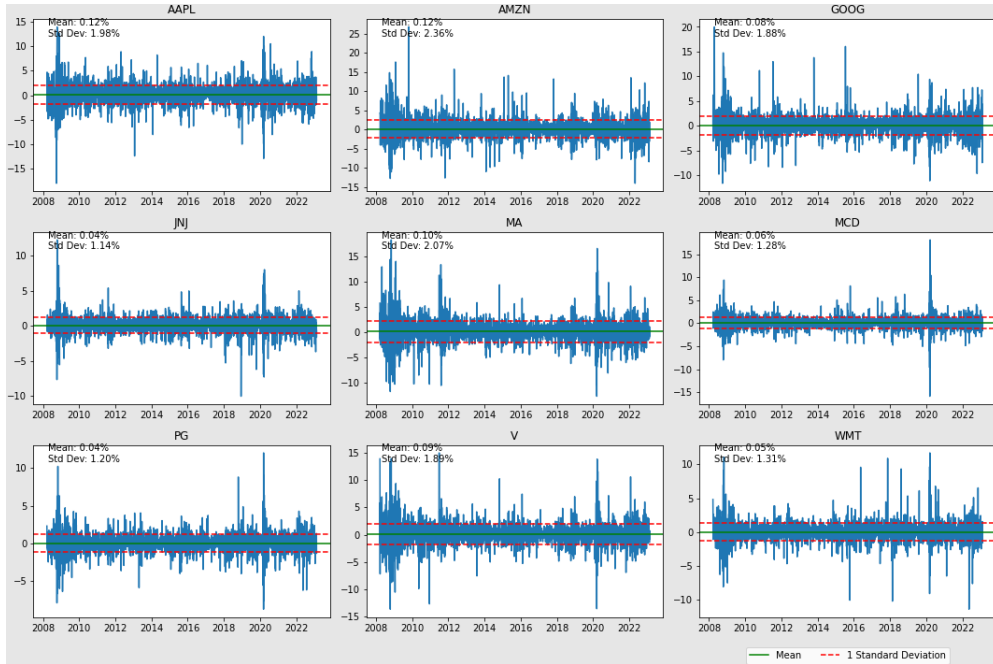 AAPL
Mean: 0.12%
Std Dev: 1.98%
15
10
5
0
−5
−10
−15
2008 2010 2012 2014 2016 2018 2020 2022
AMZN
Mean: 0.12%
Std Dev: 2.36%
25
20
15
10
5
0
−5
−10
−15
2008 2010 2012 2014 2016 2018 2020 2022
GOOG
Mean: 0.08%
Std Dev: 1.88%
20
15
10
5
0
−5
−10
2008 2010 2012 2014 2016 2018 2020 2022
JNJ
Mean: 0.04%
Std Dev: 1.14%
10
5
0
−5
−10
2008 2010 2012 2014 2016 2018 2020 2022
MA
Mean: 0.10%
Std Dev: 2.07%
15
10
5
0
−5
−10
2008 2010 2012 2014 2016 2018 2020 2022
MCD
Mean: 0.06%
Std Dev: 1.28%
15
10
5
0
−5
−10
−15
2008 2010 2012 2014 2016 2018 2020 2022
PG
Mean: 0.04%
Std Dev: 1.20%
10
5
0
−5
2008 2010 2012 2014 2016 2018 2020 2022
V
Mean: 0.09%
Std Dev: 1.89%
15
10
5
0
−5
−10
−15
2008 2010 2012 2014 2016 2018 2020 2022
WMT
Mean: 0.05%
Std Dev: 1.31%
10
5
0
−5
−10
2008 2010 2012 2014 2016 2018 2020 2022
Mean 1 Standard Deviation